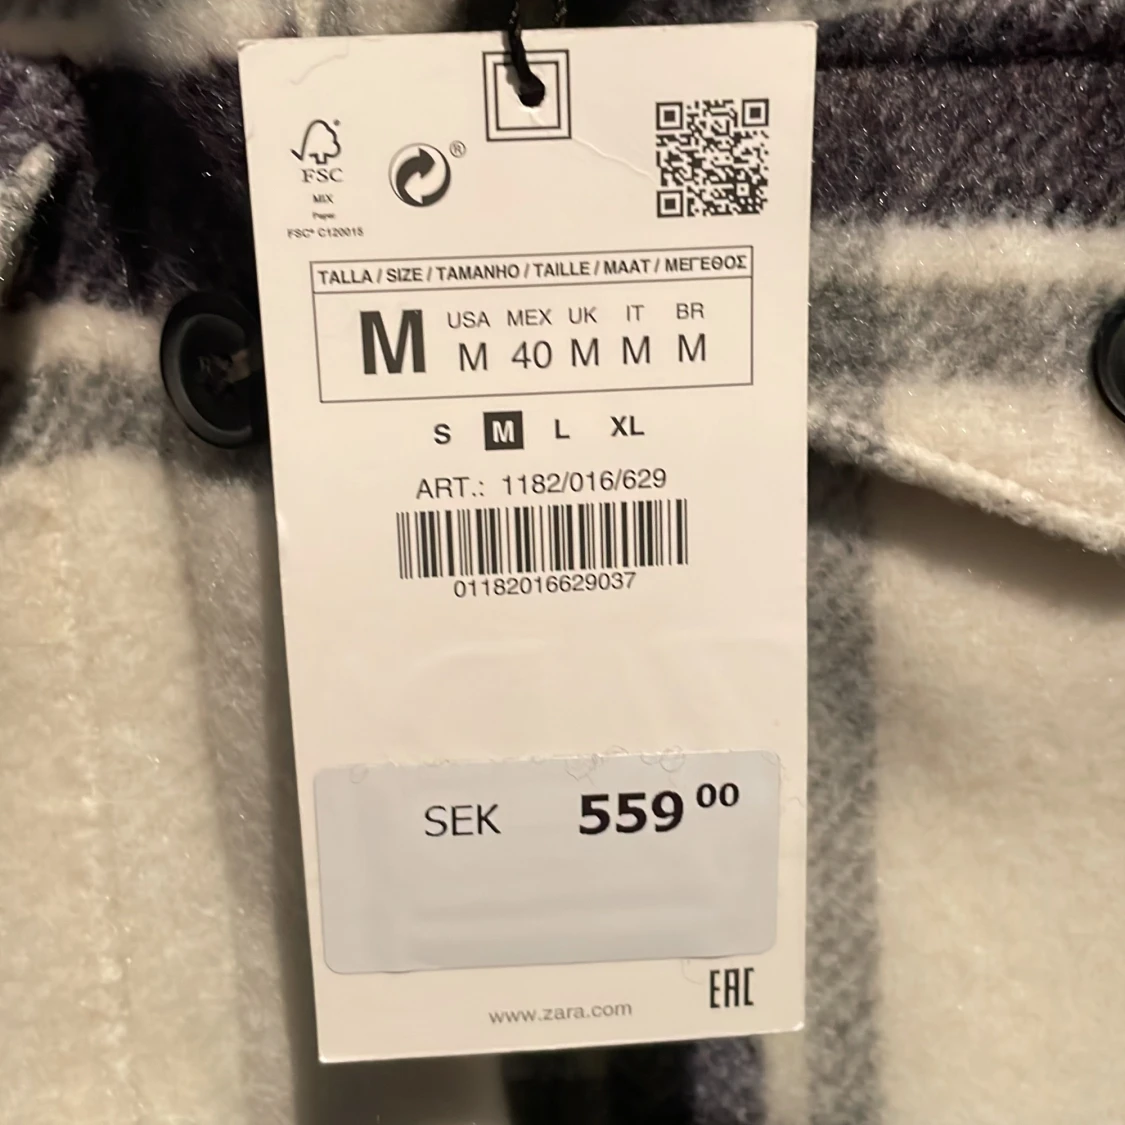 FSC
MIX
Paper
FSC® C120015
®
TALLA / SIZE / TAMANHO / TAILLE / MAAT / ΜΕΓΕΘΟΣ
M
USA MEX UK IT BR
M 40 M M M
S M L XL
ART.: 1182/016/629
01182016629037
SEK 559 00
www.zara.com
EAC